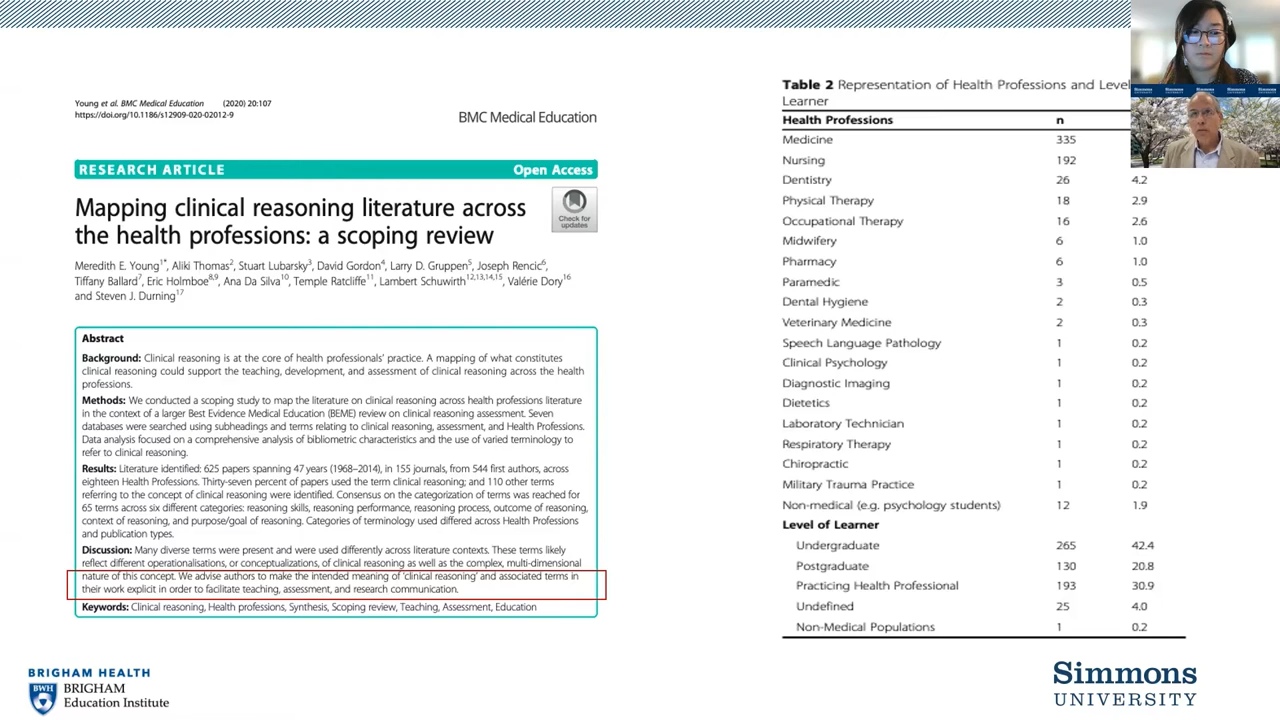 Young et al. BMC Medical Education (2020) 20:107
https://doi.org/10.1186/s12909-020-02012-9
BMC Medical Education
RESEARCH ARTICLE Open Access
Mapping clinical reasoning literature across
the health professions: a scoping review
Check for
updates
Meredith E. Young1*, Aliki Thomas2, Stuart Lubarsky3, David Gordon4, Larry D. Gruppen5, Joseph Rencic6,
Tiffany Ballard7, Eric Holmboe8,9, Ana Da Silva10, Temple Ratcliffe11, Lambert Schuwirth12,13,14,15, Valérie Dory16
and Steven J. Durning17
Abstract
Background: Clinical reasoning is at the core of health professionals' practice. A mapping of what constitutes
clinical reasoning could support the teaching, development, and assessment of clinical reasoning across the health
professions.
Methods: We conducted a scoping study to map the literature on clinical reasoning across health professions literature
in the context of a larger Best Evidence Medical Education (BEME) review on clinical reasoning assessment. Seven
databases were searched using subheadings and terms relating to clinical reasoning, assessment, and Health Professions.
Data analysis focused on a comprehensive analysis of bibliometric characteristics and the use of varied terminology to
refer to clinical reasoning.
Results: Literature identified: 625 papers spanning 47 years (1968–2014), in 155 journals, from 544 first authors, across
eighteen Health Professions. Thirty-seven percent of papers used the term clinical reasoning; and 110 other terms
referring to the concept of clinical reasoning were identified. Consensus on the categorization of terms was reached for
65 terms across six different categories: reasoning skills, reasoning performance, reasoning process, outcome of reasoning,
context of reasoning, and purpose/goal of reasoning. Categories of terminology used differed across Health Professions
and publication types.
Discussion: Many diverse terms were present and were used differently across literature contexts. These terms likely
reflect different operationalisations, or conceptualizations, of clinical reasoning as well as the complex, multi-dimensional
nature of this concept. We advise authors to make the intended meaning of 'clinical reasoning' and associated terms in
their work explicit in order to facilitate teaching, assessment, and research communication.
Keywords: Clinical reasoning, Health professions, Synthesis, Scoping review, Teaching, Assessment, Education
Table 2 Representation of Health Professions and Level
Learner
Health Professions n
Medicine 335
Nursing 192
Dentistry 26 4.2
Physical Therapy 18 2.9
Occupational Therapy 16 2.6
Midwifery 6 1.0
Pharmacy 6 1.0
Paramedic 3 0.5
Dental Hygiene 2 0.3
Veterinary Medicine 2 0.3
Speech Language Pathology 1 0.2
Clinical Psychology 1 0.2
Diagnostic Imaging 1 0.2
Dietetics 1 0.2
Laboratory Technician 1 0.2
Respiratory Therapy 1 0.2
Chiropractic 1 0.2
Military Trauma Practice 1 0.2
Non-medical (e.g. psychology students) 12 1.9
Level of Learner
Undergraduate 265 42.4
Postgraduate 130 20.8
Practicing Health Professional 193 30.9
Undefined 25 4.0
Non-Medical Populations 1 0.2
BRIGHAM HEALTH
BWH
BRIGHAM
Education Institute
Simmons
UNIVERSITY